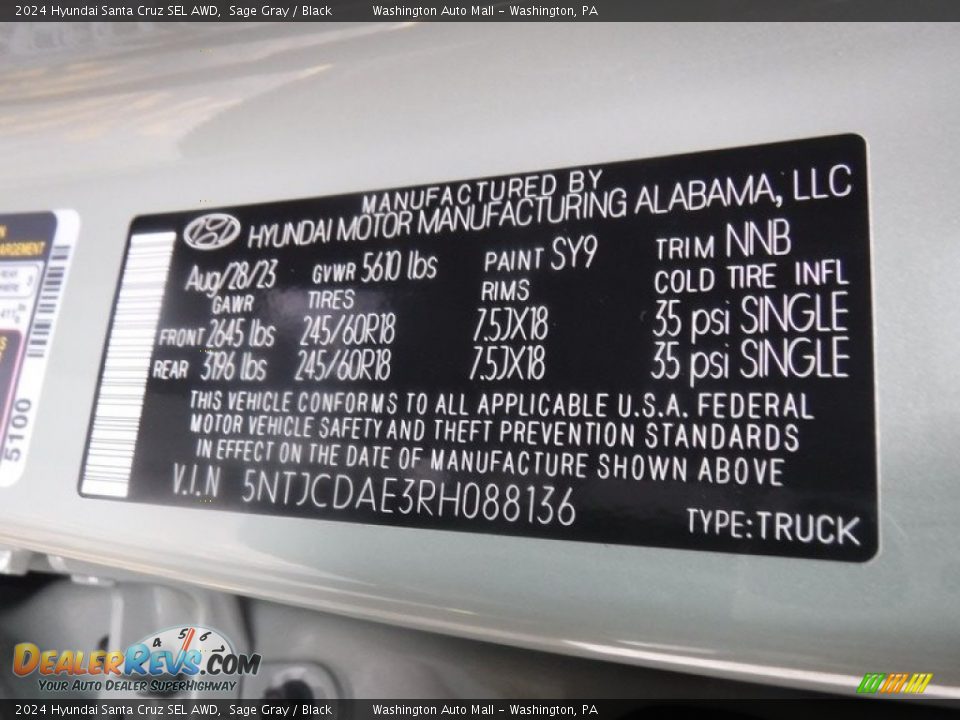 2024 Hyundai Santa Cruz SEL AWD, Sage Gray / Black Washington Auto Mall - Washington, PA
MANUFACTURED BY
HYUNDAI MOTOR MANUFACTURING ALABAMA, LLC
Aug/28/23 GVWR 5610 lbs PAINT SY9 TRIM NNB
GAWR TIRES RIMS COLD TIRE INFL
FRONT 2645 lbs 245/60R18 7.5JX18 35 psi SINGLE
REAR 3196 lbs 245/60R18 7.5JX18 35 psi SINGLE
THIS VEHICLE CONFORMS TO ALL APPLICABLE U.S.A. FEDERAL
MOTOR VEHICLE SAFETY AND THEFT PREVENTION STANDARDS
IN EFFECT ON THE DATE OF MANUFACTURE SHOWN ABOVE
V.I.N 5NTJCDAE3RH088136
TYPE:TRUCK
5100
4 5 6
DEALERREVS.COM
YOUR AUTO DEALER SUPERHIGHWAY
2024 Hyundai Santa Cruz SEL AWD, Sage Gray / Black Washington Auto Mall - Washington, PA